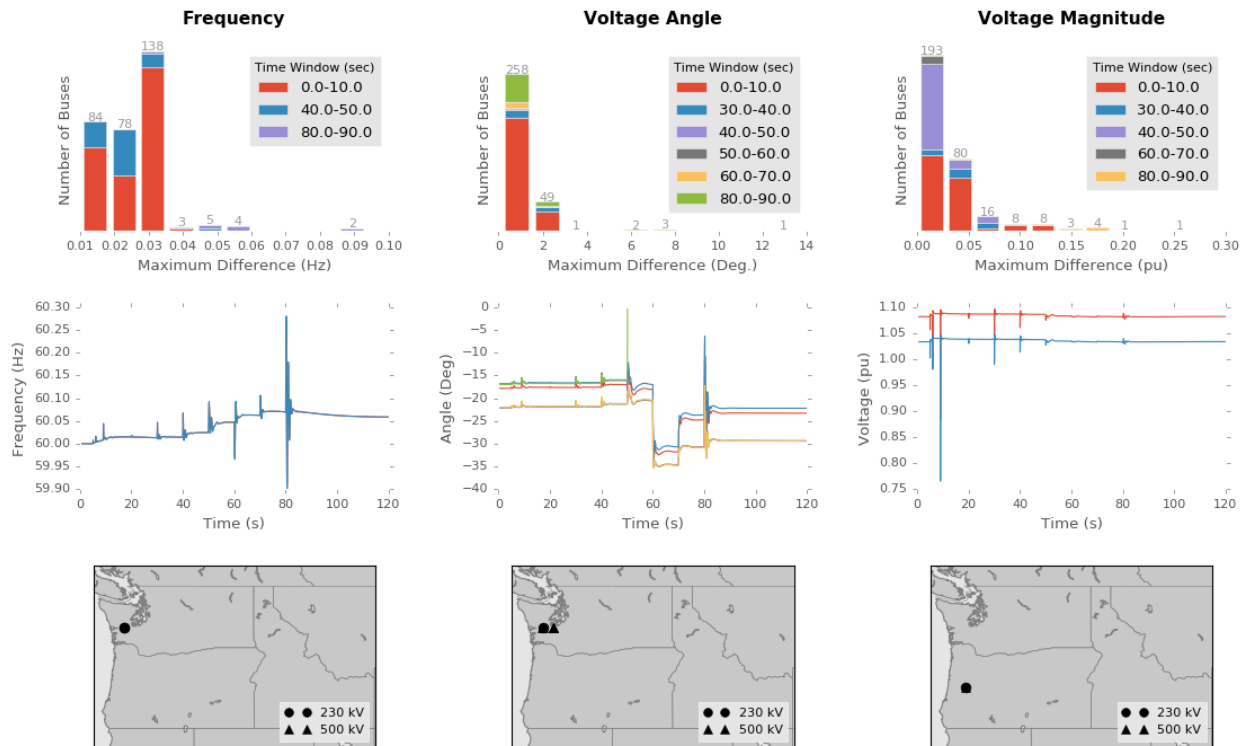 Frequency
Voltage Angle
Voltage Magnitude
138
84
78
3
5
4
2
Number of Buses
Time Window (sec)
0.0-10.0
40.0-50.0
80.0-90.0
0.01 0.02 0.03 0.04 0.05 0.06 0.07 0.08 0.09 0.10
Maximum Difference (Hz)
258
49
1
2
3
1
Number of Buses
Time Window (sec)
0.0-10.0
30.0-40.0
40.0-50.0
50.0-60.0
60.0-70.0
80.0-90.0
0 2 4 6 8 10 12 14
Maximum Difference (Deg.)
193
80
16
8
8
3
4
1
1
Number of Buses
Time Window (sec)
0.0-10.0
30.0-40.0
40.0-50.0
60.0-70.0
80.0-90.0
0.00 0.05 0.10 0.15 0.20 0.25 0.30
Maximum Difference (pu)
60.30
60.25
60.20
60.15
60.10
60.05
60.00
59.95
59.90
Frequency (Hz)
0 20 40 60 80 100 120
Time (s)
0
−5
−10
−15
−20
−25
−30
−35
−40
Angle (Deg)
0 20 40 60 80 100 120
Time (s)
1.10
1.05
1.00
0.95
0.90
0.85
0.80
0.75
Voltage (pu)
0 20 40 60 80 100 120
Time (s)
230 kV
500 kV
230 kV
500 kV
230 kV
500 kV